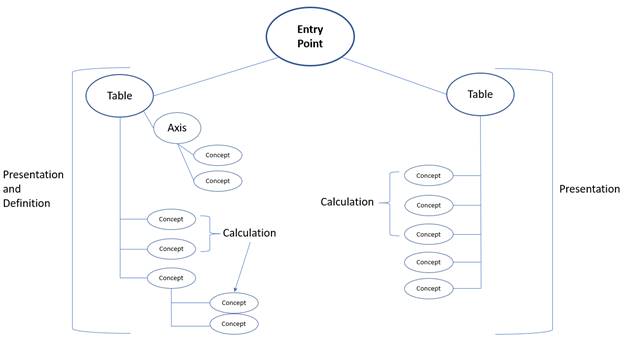 Entry
Point
Table
Table
Axis
Concept
Concept
Presentation
and
Definition
Concept
Concept
Calculation
Concept
Concept
Concept
Calculation
Concept
Concept
Concept
Concept
Concept
Presentation